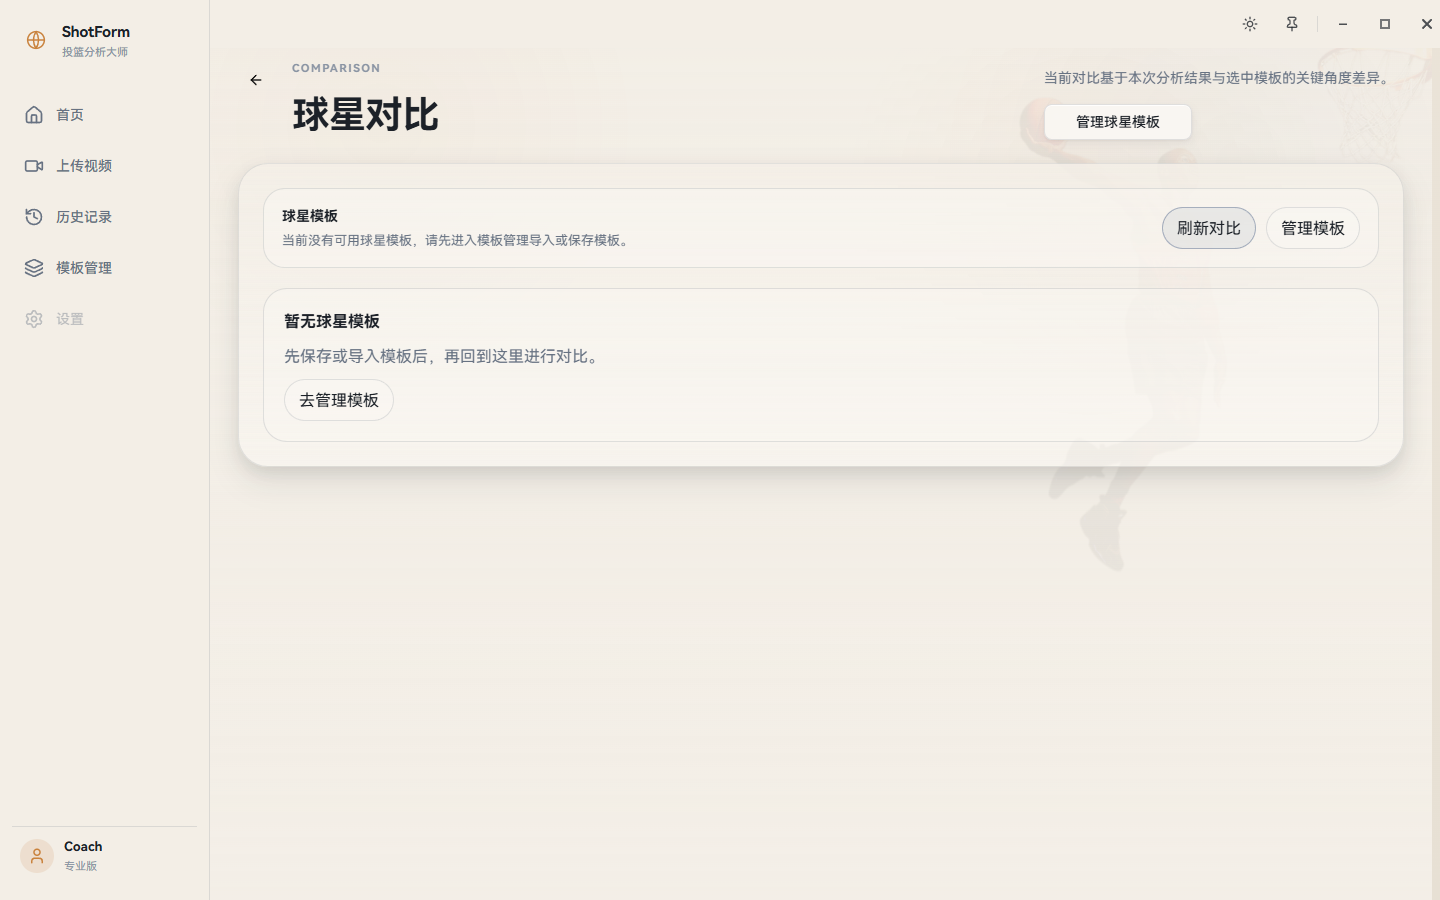 ShotForm
投篮分析大师
首页
上传视频
历史记录
模板管理
设置
Coach
专业版
COMPARISON
球星对比
当前对比基于本次分析结果与选中模板的关键角度差异。
管理球星模板
球星模板
当前没有可用球星模板，请先进入模板管理导入或保存模板。
刷新对比
管理模板
暂无球星模板
先保存或导入模板后，再回到这里进行对比。
去管理模板